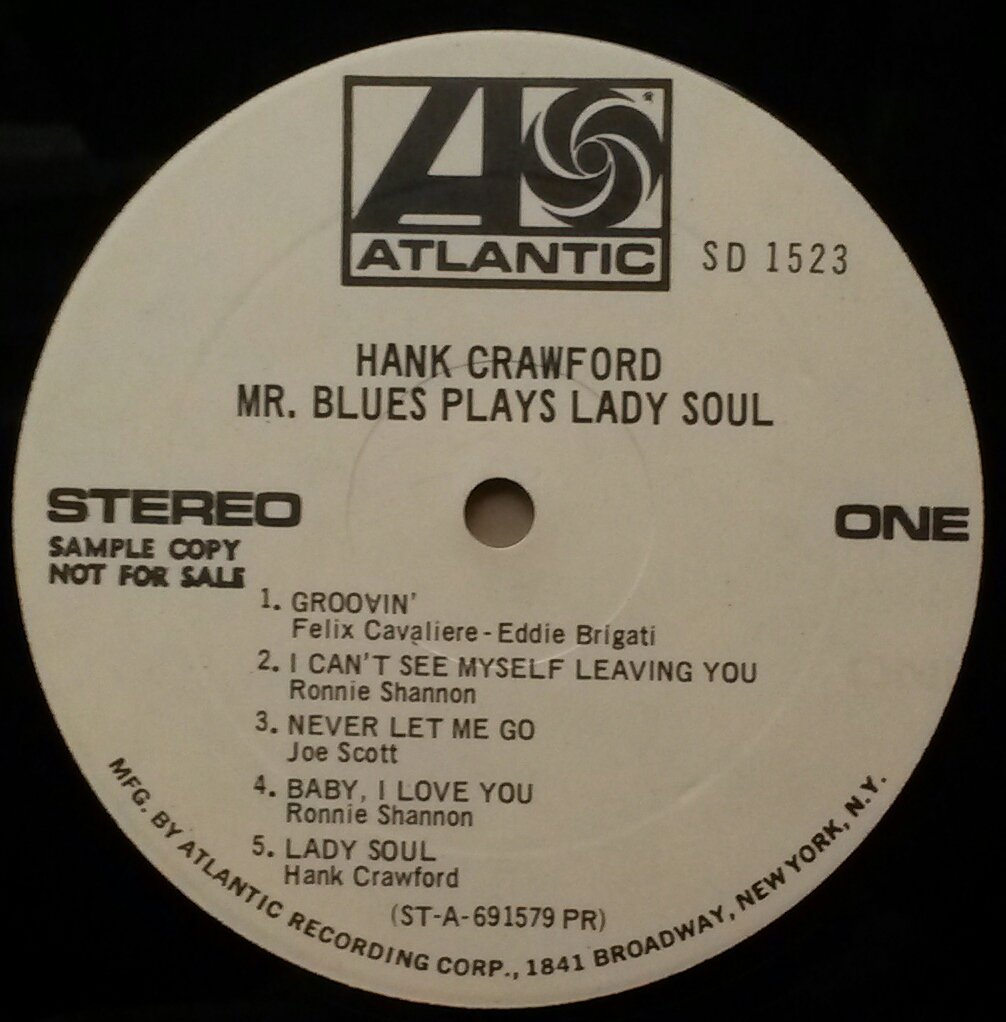 ATLANTIC
SD 1523
HANK CRAWFORD
MR. BLUES PLAYS LADY SOUL
STEREO
SAMPLE COPY
NOT FOR SALE
ONE
1. GROOVIN'
Felix Cavaliere - Eddie Brigati
2. I CAN'T SEE MYSELF LEAVING YOU
Ronnie Shannon
3. NEVER LET ME GO
Joe Scott
4. BABY, I LOVE YOU
Ronnie Shannon
5. LADY SOUL
Hank Crawford
(ST-A-691579 PR)
MFG. BY ATLANTIC RECORDING CORP., 1841 BROADWAY, NEW YORK, N.Y.